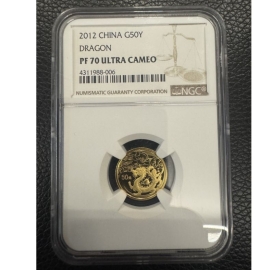 2012 CHINA G50Y
DRAGON
PF 70 ULTRA CAMEO
4311988-006
NUMISMATIC GUARANTY CORPORATION
NGC